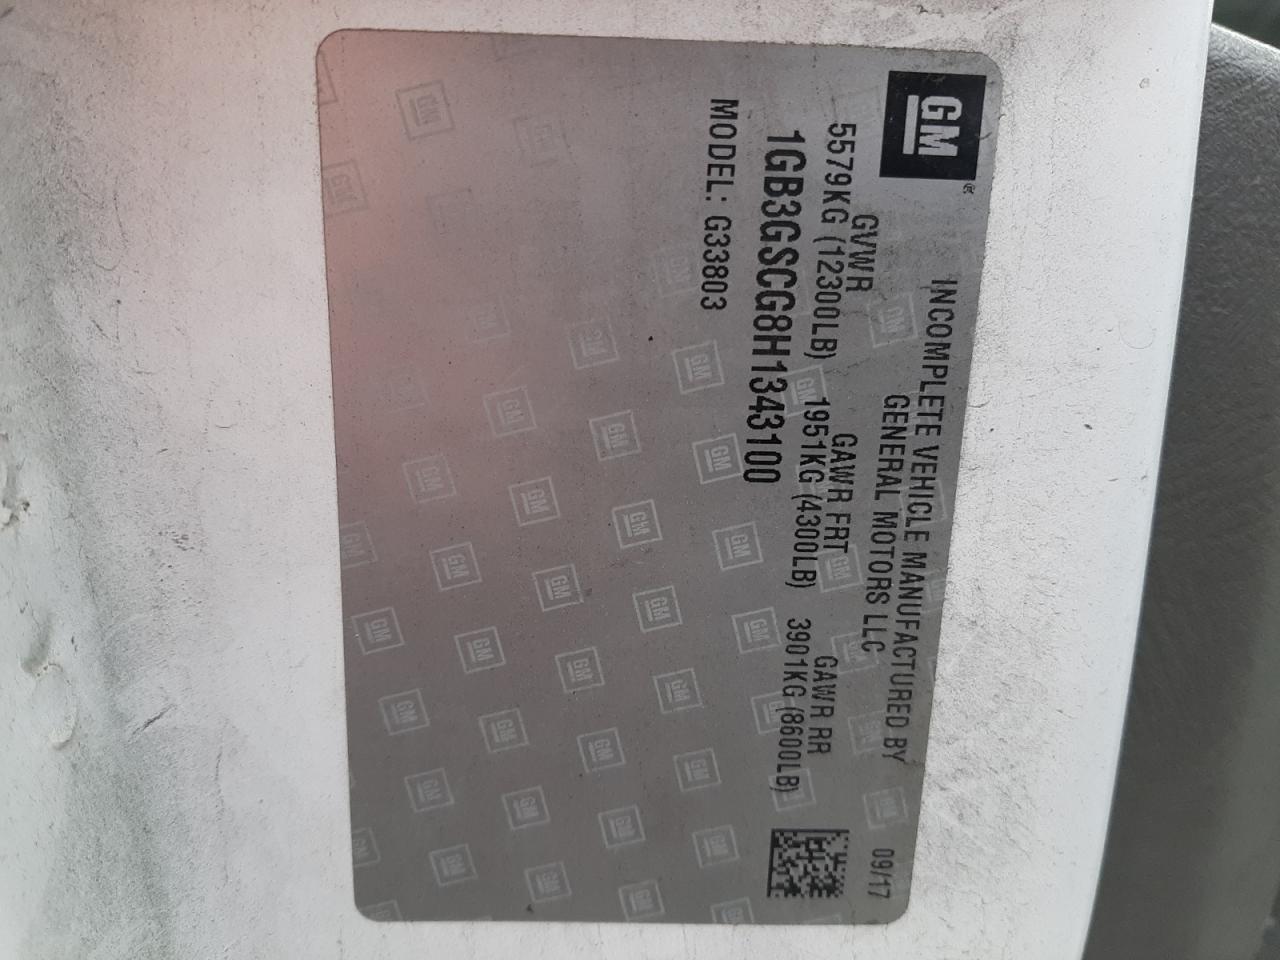 GM
INCOMPLETE VEHICLE MANUFACTURED BY
GENERAL MOTORS LLC
09/17
GVWR GAWR FRT GAWR RR
5579KG (12300LB) 1951KG (4300LB) 3901KG (8600LB)
1GB3GSCG8H1343100
MODEL: G33803